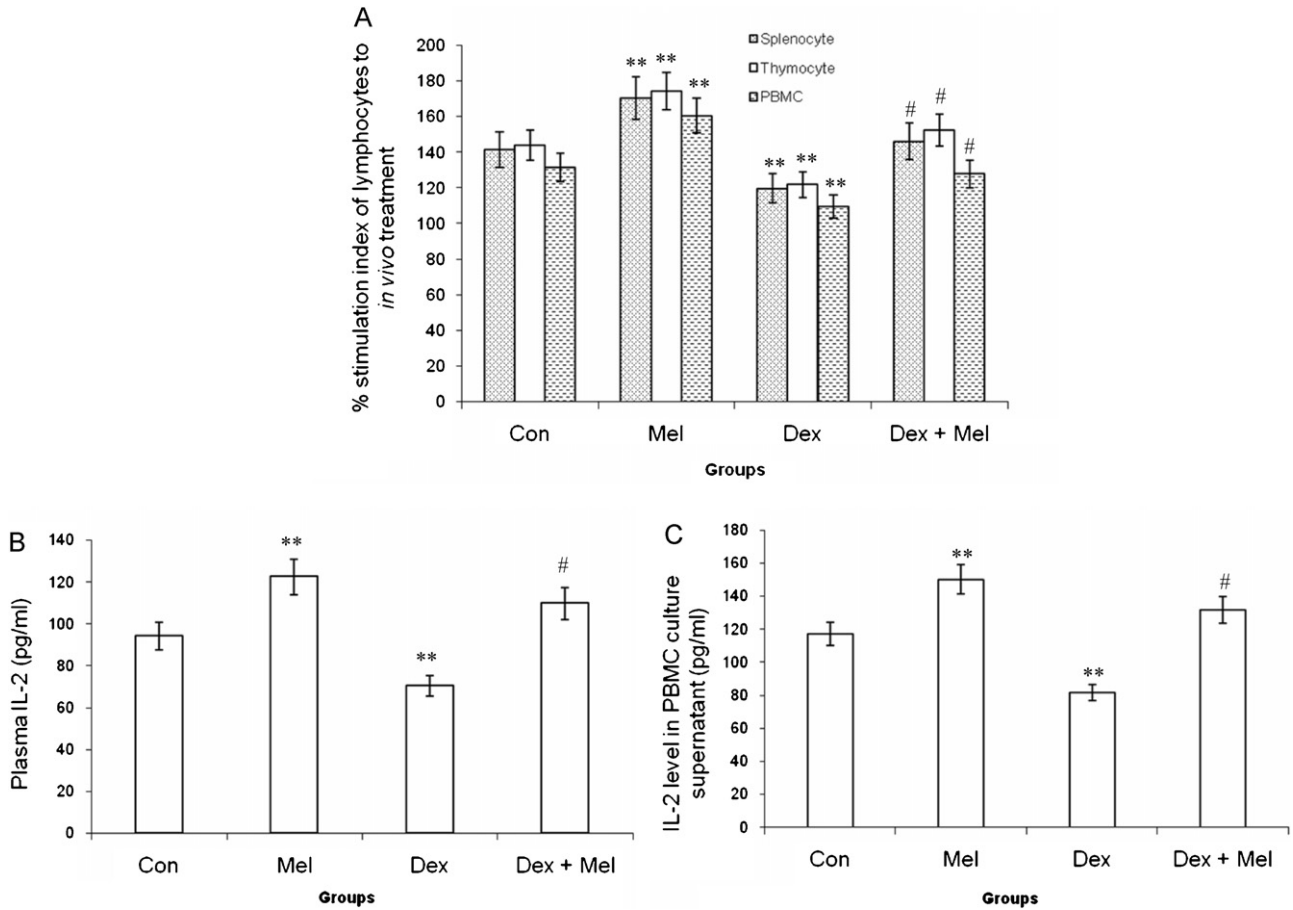 A
% stimulation index of lymphocytes to
in vivo treatment
200
180
160
140
120
100
80
60
40
20
0
Splenocyte
Thymocyte
PBMC
** ** **
** ** **
# # #
Con Mel Dex Dex + Mel
Groups
B
Plasma IL-2 (pg/ml)
140
120
100
80
60
40
20
0
**
**
#
Con Mel Dex Dex + Mel
Groups
C
IL-2 level in PBMC culture
supernatant (pg/ml)
180
160
140
120
100
80
60
40
20
0
**
**
#
Con Mel Dex Dex + Mel
Groups